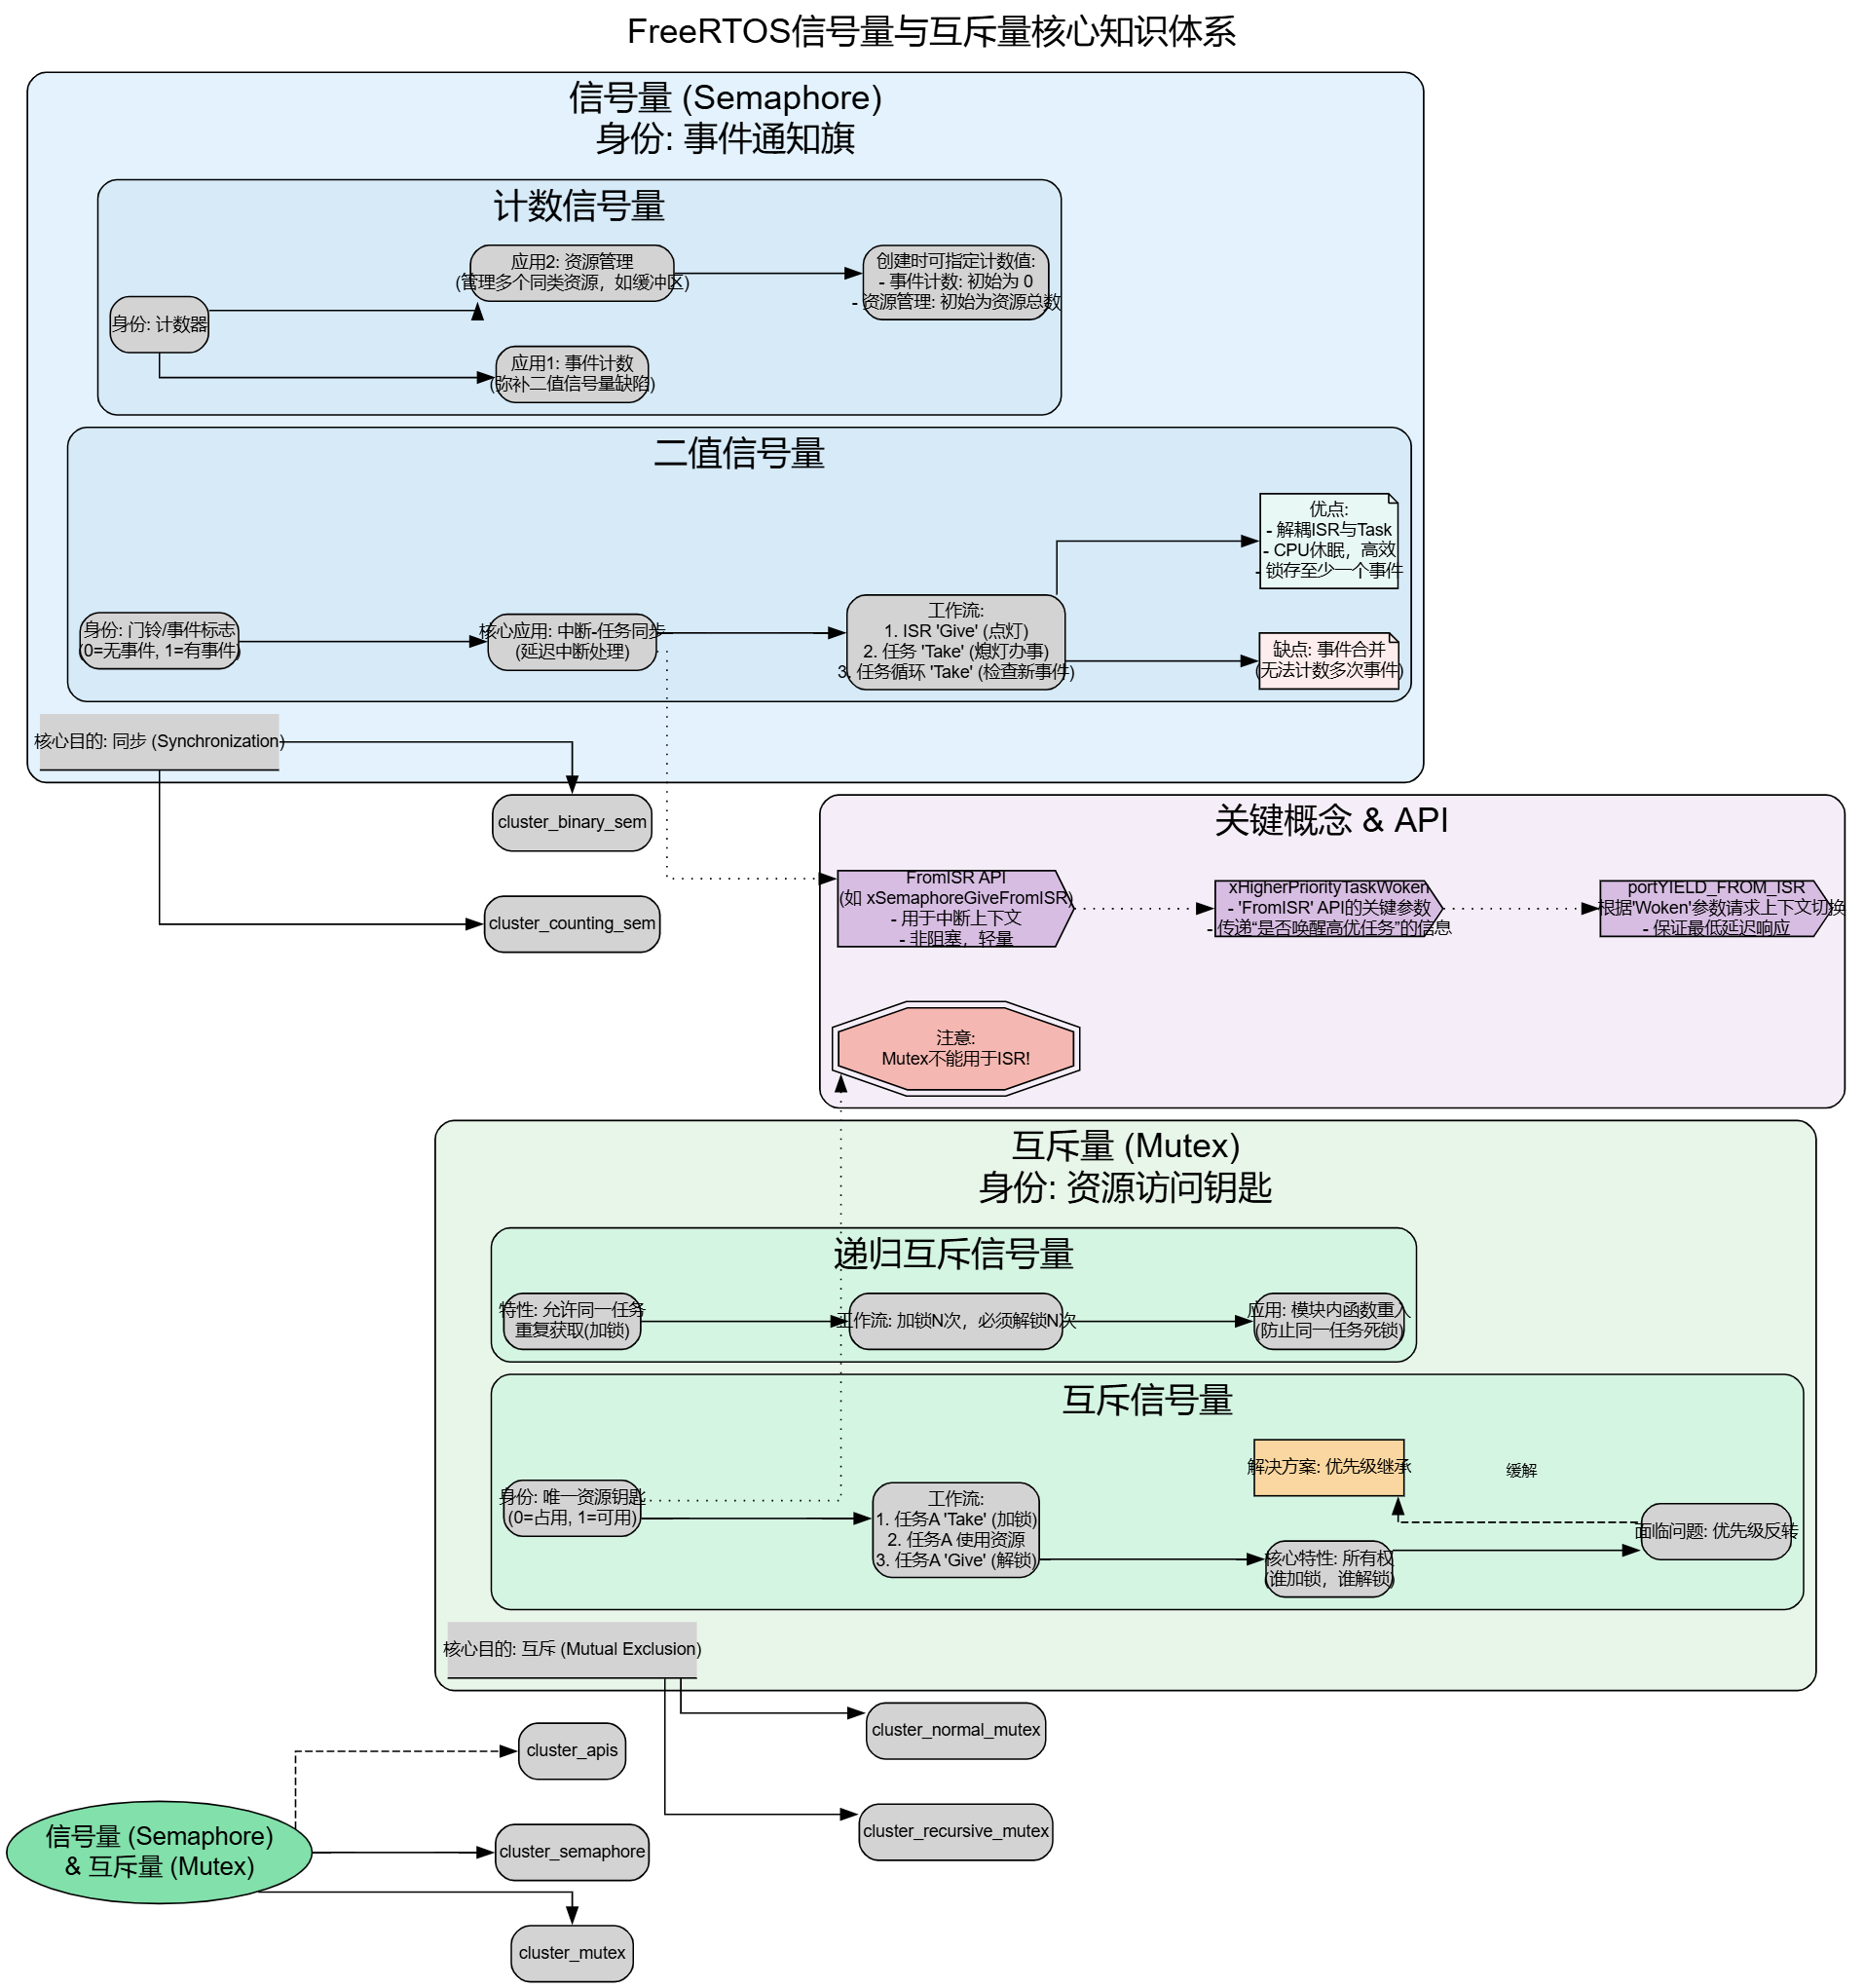 FreeRTOS信号量与互斥量核心知识体系
信号量 (Semaphore)
身份: 事件通知旗
计数信号量
身份: 计数器
应用2: 资源管理
(管理多个同类资源，如缓冲区)
创建时可指定计数值:
- 事件计数: 初始为 0
- 资源管理: 初始为资源总数
应用1: 事件计数
(弥补二值信号量缺陷)
二值信号量
身份: 门铃/事件标志
(0=无事件, 1=有事件)
核心应用: 中断-任务同步
(延迟中断处理)
工作流:
1. ISR 'Give' (点灯)
2. 任务 'Take' (熄灯办事)
3. 任务循环 'Take' (检查新事件)
优点:
- 解耦ISR与Task
- CPU休眠，高效
- 锁存至少一个事件
缺点: 事件合并
(无法计数多次事件)
核心目的: 同步 (Synchronization)
cluster_binary_sem
cluster_counting_sem
关键概念 & API
FromISR API
(如 xSemaphoreGiveFromISR)
- 用于中断上下文
- 非阻塞，轻量
xHigherPriorityTaskWoken
- 'FromISR' API的关键参数
- 传递“是否唤醒高优任务”的信息
portYIELD_FROM_ISR
- 根据'Woken'参数请求上下文切换
- 保证最低延迟响应
注意:
Mutex不能用于ISR!
互斥量 (Mutex)
身份: 资源访问钥匙
递归互斥信号量
特性: 允许同一任务
重复获取(加锁)
工作流: 加锁N次，必须解锁N次
应用: 模块内函数重入
(防止同一任务死锁)
互斥信号量
身份: 唯一资源钥匙
(0=占用, 1=可用)
工作流:
1. 任务A 'Take' (加锁)
2. 任务A 使用资源
3. 任务A 'Give' (解锁)
解决方案: 优先级继承
缓解
核心特性: 所有权
(谁加锁，谁解锁)
面临问题: 优先级反转
核心目的: 互斥 (Mutual Exclusion)
cluster_normal_mutex
cluster_recursive_mutex
cluster_apis
信号量 (Semaphore)
& 互斥量 (Mutex)
cluster_semaphore
cluster_mutex